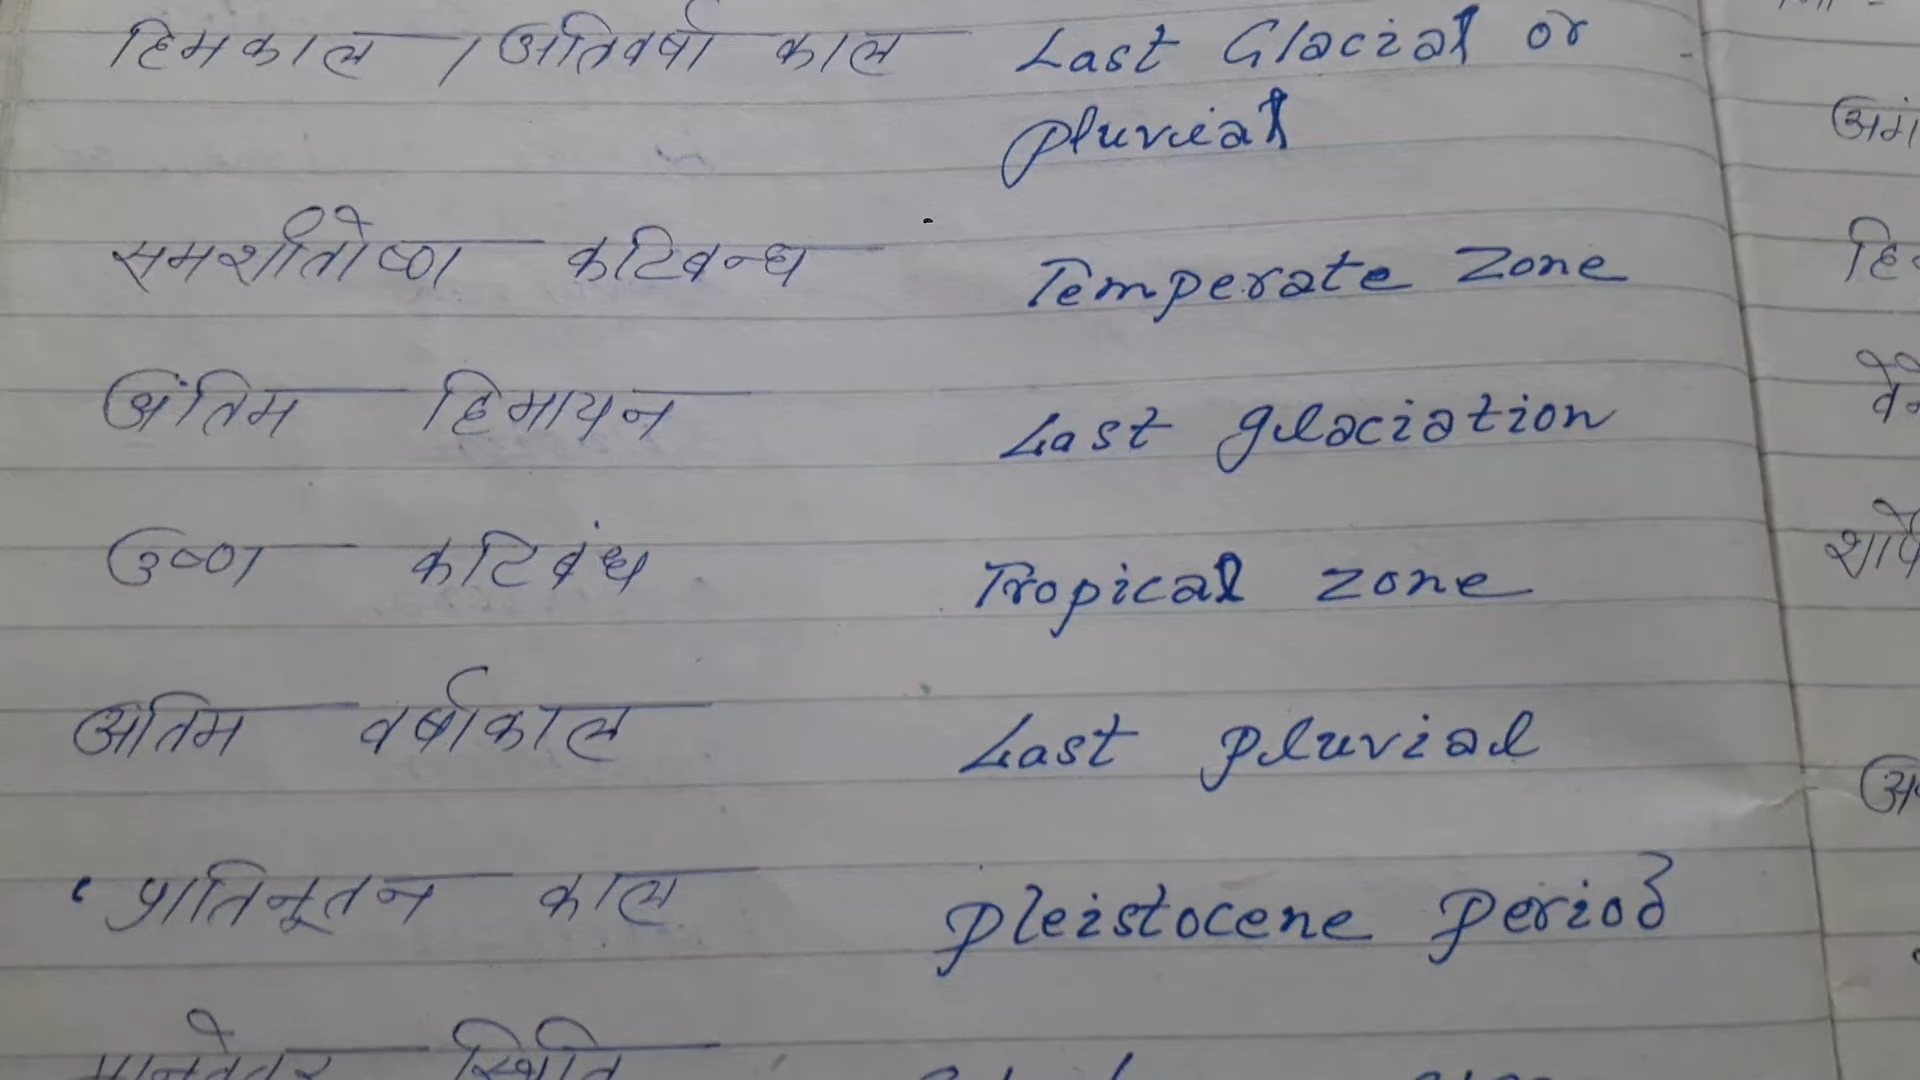 हिमकाल / अतिवर्षा काल Last Glacial or
pluvial
समशीतोष्ण कटिबन्ध Temperate Zone
अंतिम हिमायन Last glaciation
उष्ण कटिबंध Tropical zone
अंतिम वर्षाकाल Last pluvial
प्रातिनूतन काल Pleistocene Period